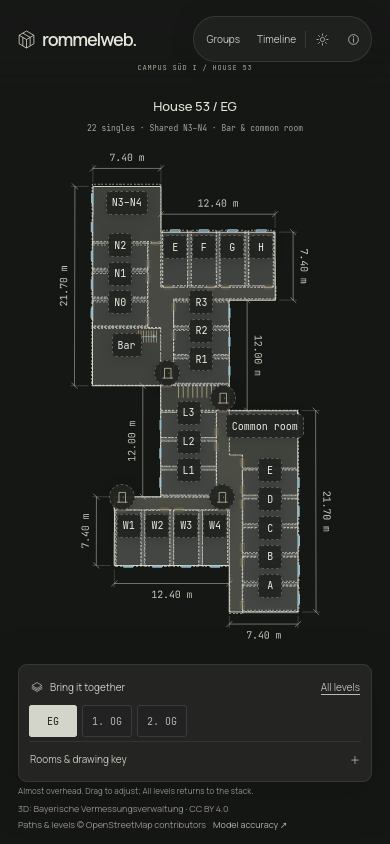 rommelweb.
Groups Timeline
CAMPUS SÜD I / HOUSE 53
House 53 / EG
22 singles · Shared N3–N4 · Bar & common room
7.40 m
N3–N4
12.40 m
N2
E F G H
7.40 m
N1
21.70 m
N0
R3
R2
Bar
R1
12.00 m
L3
Common room
12.00 m
L2
L1
E
D
21.70 m
W1 W2 W3 W4
C
7.40 m
B
A
12.40 m
7.40 m
Bring it together All levels
EG 1. OG 2. OG
Rooms & drawing key +
Almost overhead. Drag to adjust; All levels returns to the stack.
3D: Bayerische Vermessungsverwaltung · CC BY 4.0
Paths & levels © OpenStreetMap contributors Model accuracy ↗